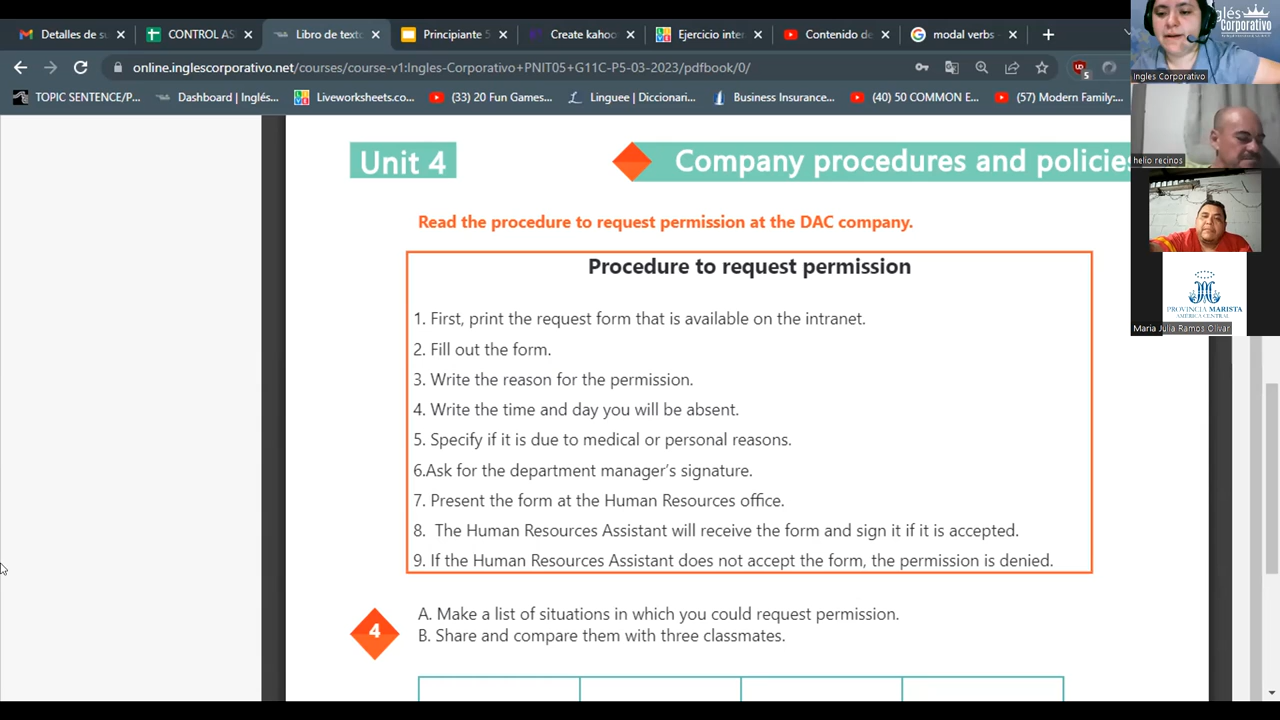 Detalles de su
CONTROL AS
Libro de texto
Principiante 5
Create kahoo
Ejercicio inter
Contenido de
modal verbs
online.inglescorporativo.net/courses/course-v1:Ingles-Corporativo+PNIT05+G11C-P5-03-2023/pdfbook/0/
TOPIC SENTENCE/P...
Dashboard | Inglés...
Liveworksheets.co...
(33) 20 Fun Games...
Linguee | Diccionari...
Business Insurance...
(40) 50 COMMON E...
(57) Modern Family:...
glés
Corporativo
Ingles Corporativo
helio recinos
PROVINCIA MARISTA
AMERICA CENTRAL
Maria Julia Ramos Olivar
Unit 4
Company procedures and policies
Read the procedure to request permission at the DAC company.
Procedure to request permission
1. First, print the request form that is available on the intranet.
2. Fill out the form.
3. Write the reason for the permission.
4. Write the time and day you will be absent.
5. Specify if it is due to medical or personal reasons.
6.Ask for the department manager's signature.
7. Present the form at the Human Resources office.
8. The Human Resources Assistant will receive the form and sign it if it is accepted.
9. If the Human Resources Assistant does not accept the form, the permission is denied.
4
A. Make a list of situations in which you could request permission.
B. Share and compare them with three classmates.